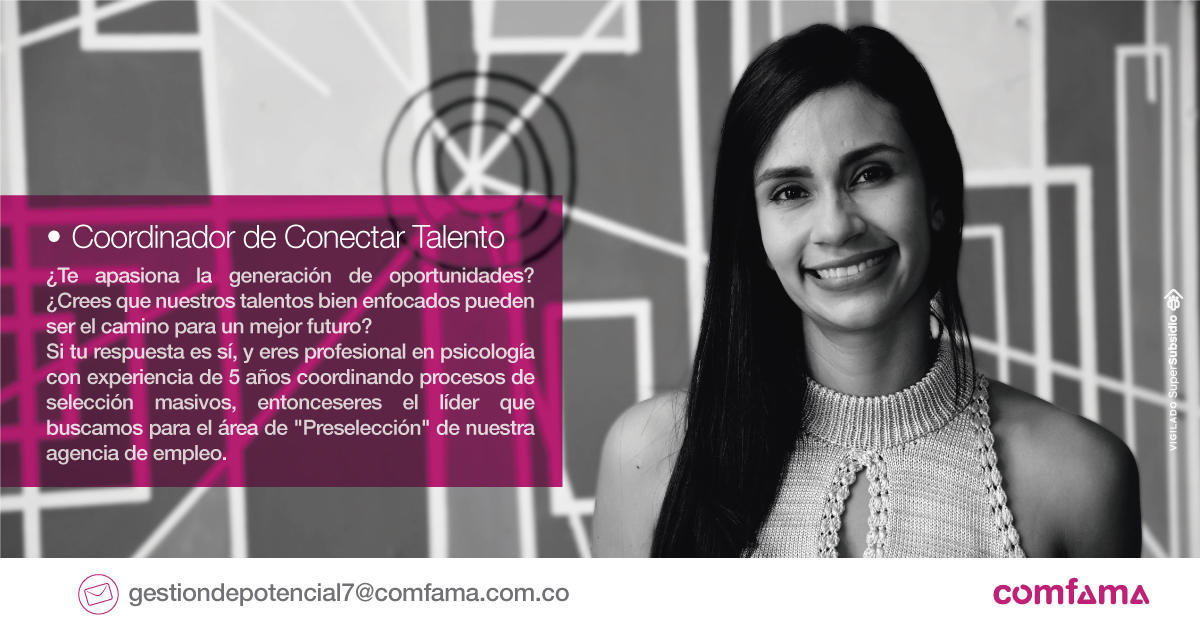 • Coordinador de Conectar Talento
¿Te apasiona la generación de oportunidades?
¿Crees que nuestros talentos bien enfocados pueden
ser el camino para un mejor futuro?
Si tu respuesta es sí, y eres profesional en psicología
con experiencia de 5 años coordinando procesos de
selección masivos, entonceseres el líder que
buscamos para el área de "Preselección" de nuestra
agencia de empleo.
VIGILADO SuperSubsidio
gestiondepotencial7@comfama.com.co
comfama